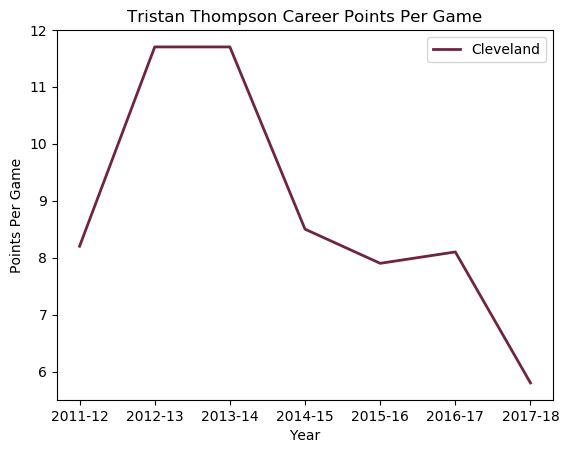 Tristan Thompson Career Points Per Game
Cleveland
Points Per Game
12
11
10
9
8
7
6
2011-12 2012-13 2013-14 2014-15 2015-16 2016-17 2017-18
Year